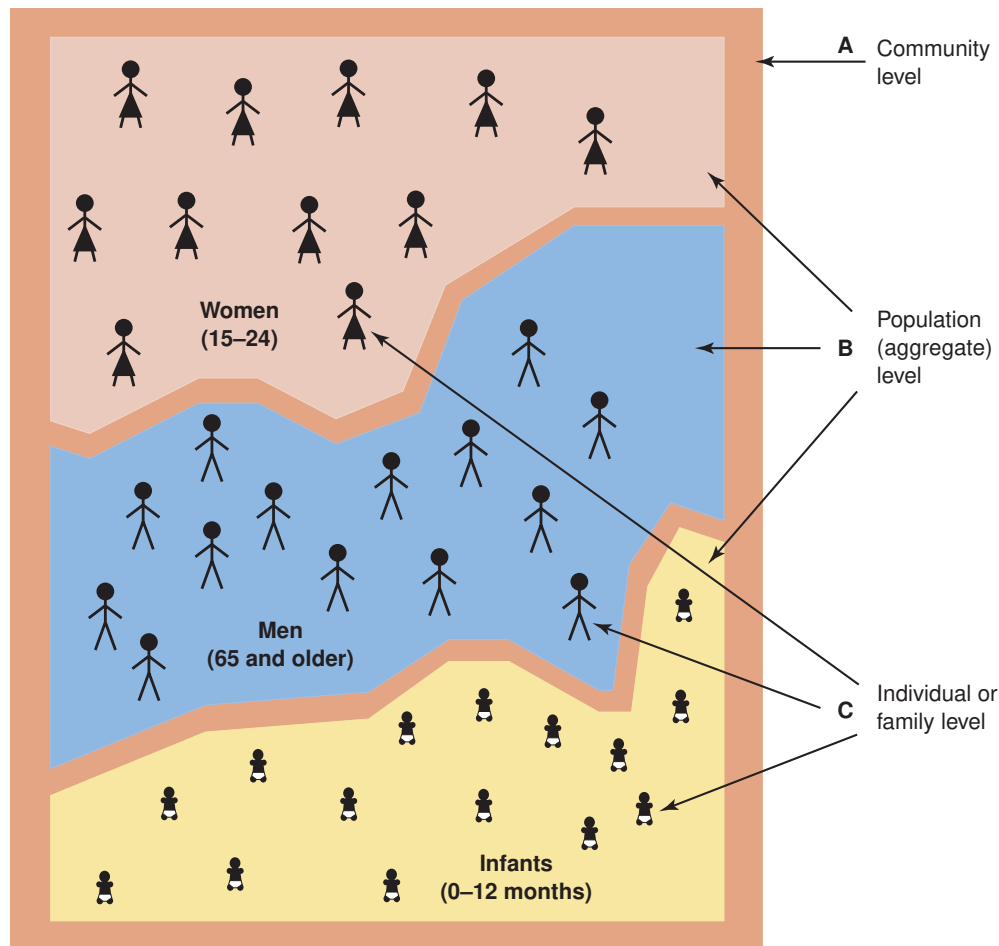 A Community
level
Women
(15–24)
B Population
(aggregate)
level
Men
(65 and older)
C Individual or
family level
Infants
(0–12 months)